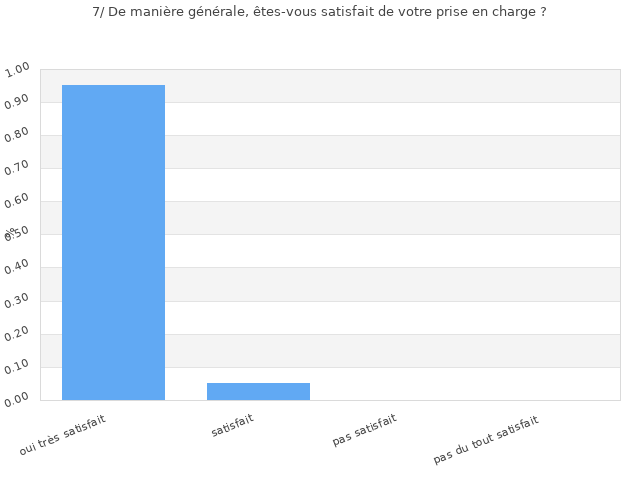 7/ De manière générale, êtes-vous satisfait de votre prise en charge ?
1.00
0.90
0.80
0.70
0.60
0.50
0.40
0.30
0.20
0.10
0.00
oui très satisfait
satisfait
pas satisfait
pas du tout satisfait